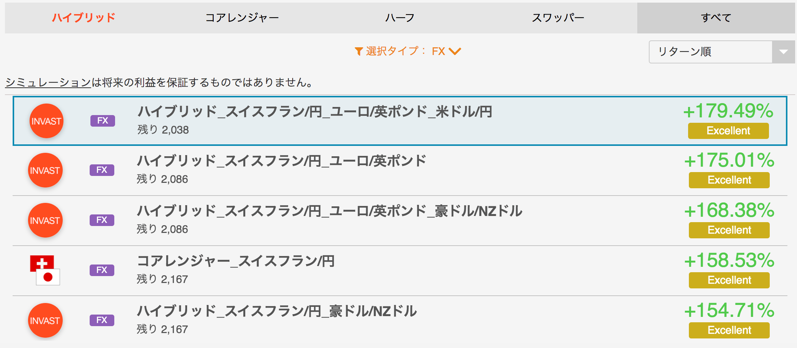 ハイブリッド コアレンジャー ハーフ スワッパー すべて
選択タイプ： FX
リターン順
シミュレーションは将来の利益を保証するものではありません。
INVAST FX ハイブリッド_スイスフラン/円_ユーロ/英ポンド_米ドル/円 +179.49%
残り 2,038 Excellent
INVAST FX ハイブリッド_スイスフラン/円_ユーロ/英ポンド +175.01%
残り 2,086 Excellent
INVAST FX ハイブリッド_スイスフラン/円_ユーロ/英ポンド_豪ドル/NZドル +168.38%
残り 2,086 Excellent
FX コアレンジャー_スイスフラン/円 +158.53%
残り 2,167 Excellent
INVAST FX ハイブリッド_スイスフラン/円_豪ドル/NZドル +154.71%
残り 2,167 Excellent